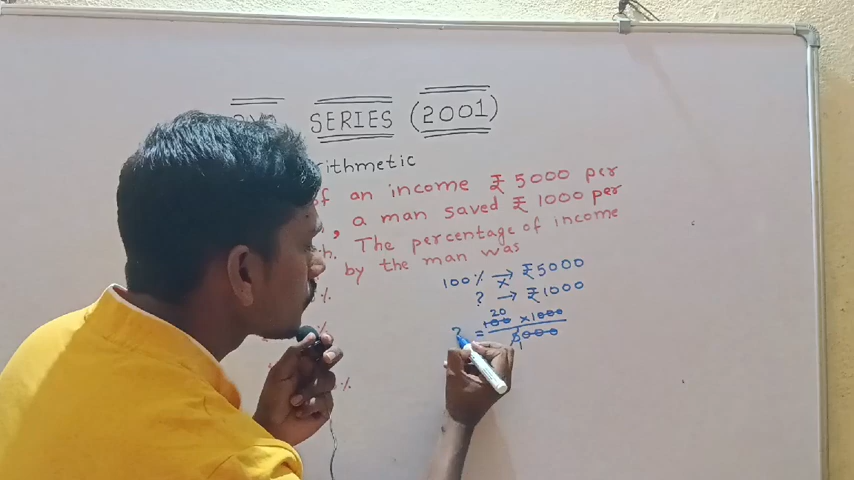 SERIES (2001)
rithmetic
of an income ₹ 5000 per
, a man saved ₹ 1000 per
h. The percentage of income
by the man was
100% → ₹5000
×
? → ₹1000
20
? = 100 × 1000
5000
1
%
%
%